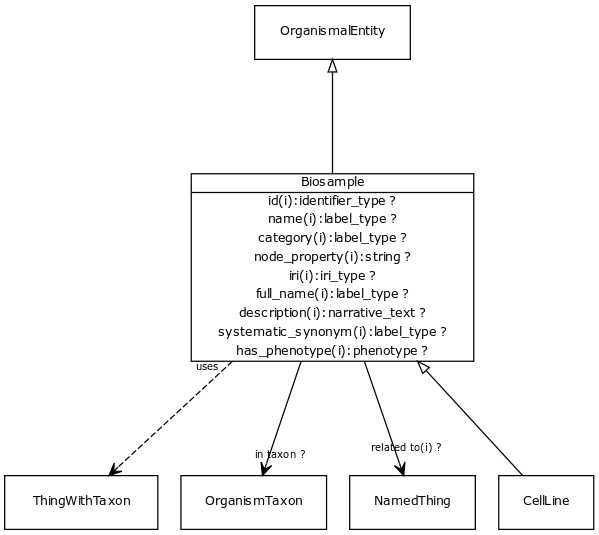 OrganismalEntity
Biosample
id(i):identifier_type ?
name(i):label_type ?
category(i):label_type ?
node_property(i):string ?
iri(i):iri_type ?
full_name(i):label_type ?
description(i):narrative_text ?
systematic_synonym(i):label_type ?
has_phenotype(i):phenotype ?
uses
in taxon ?
related to(i) ?
ThingWithTaxon
OrganismTaxon
NamedThing
CellLine